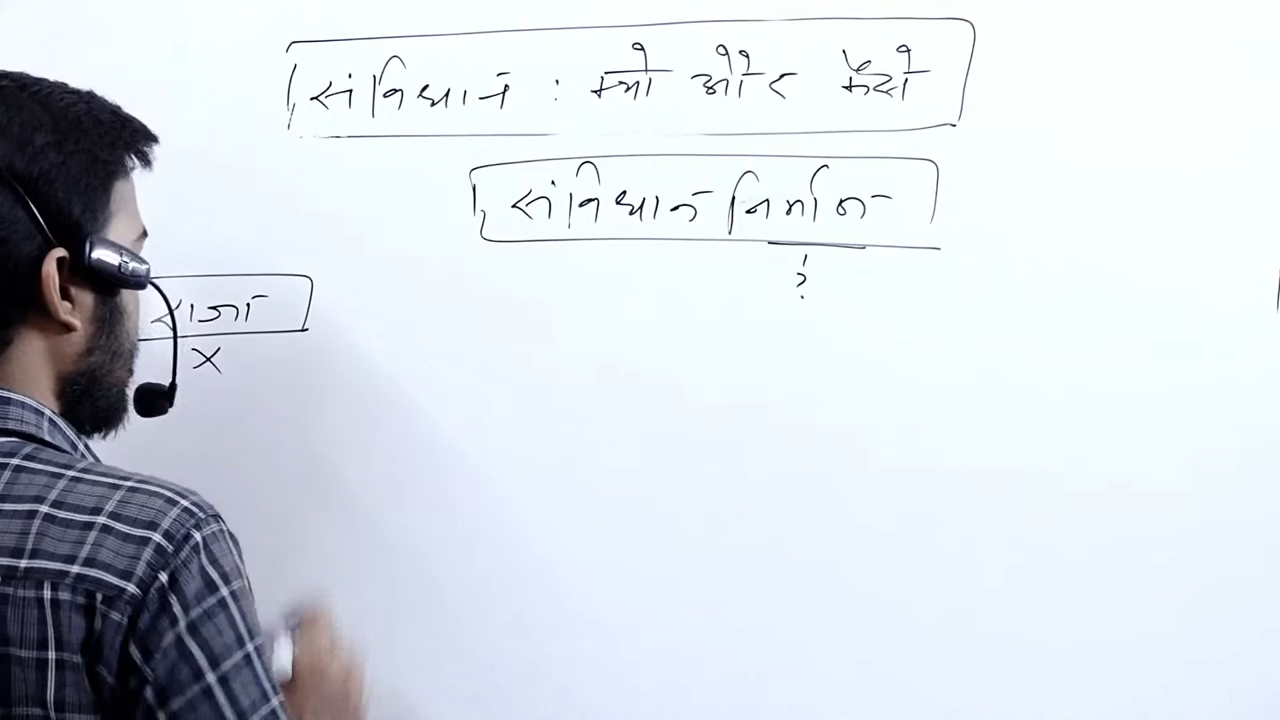 संविधान : क्यों और कैसे
संविधान निर्माण
?
राजा
X